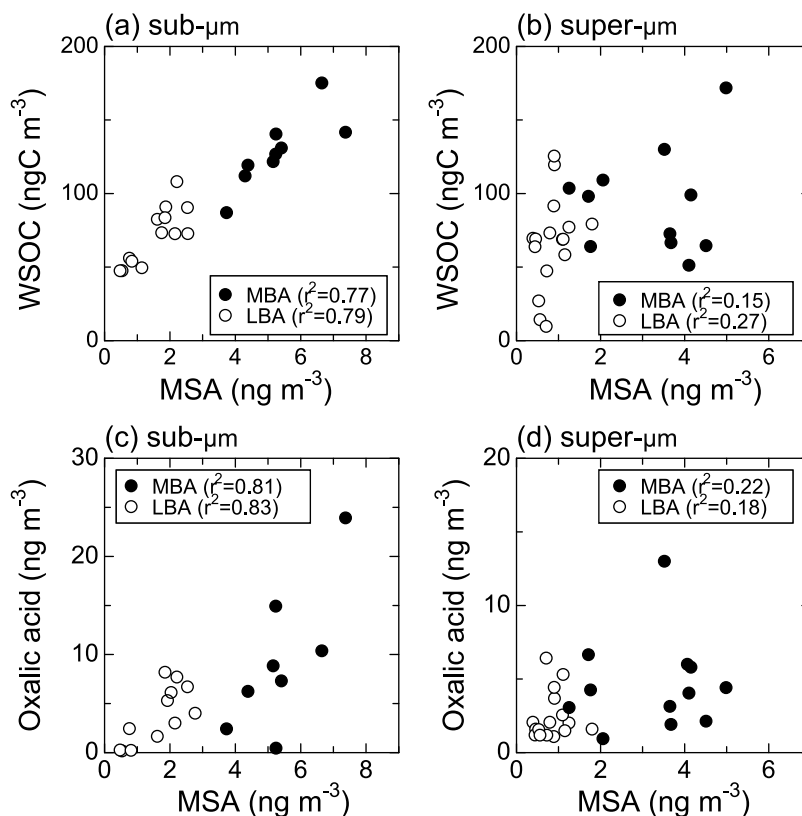 (a) sub-µm
(b) super-µm
200
100
0
WSOC (ngC m⁻³)
MBA (r²=0.77)
LBA (r²=0.79)
0 2 4 6 8
MSA (ng m⁻³)
200
100
0
WSOC (ngC m⁻³)
MBA (r²=0.15)
LBA (r²=0.27)
0 2 4 6
MSA (ng m⁻³)
(c) sub-µm
(d) super-µm
30
20
10
0
Oxalic acid (ng m⁻³)
MBA (r²=0.81)
LBA (r²=0.83)
0 2 4 6 8
MSA (ng m⁻³)
20
10
0
Oxalic acid (ng m⁻³)
MBA (r²=0.22)
LBA (r²=0.18)
0 2 4 6
MSA (ng m⁻³)